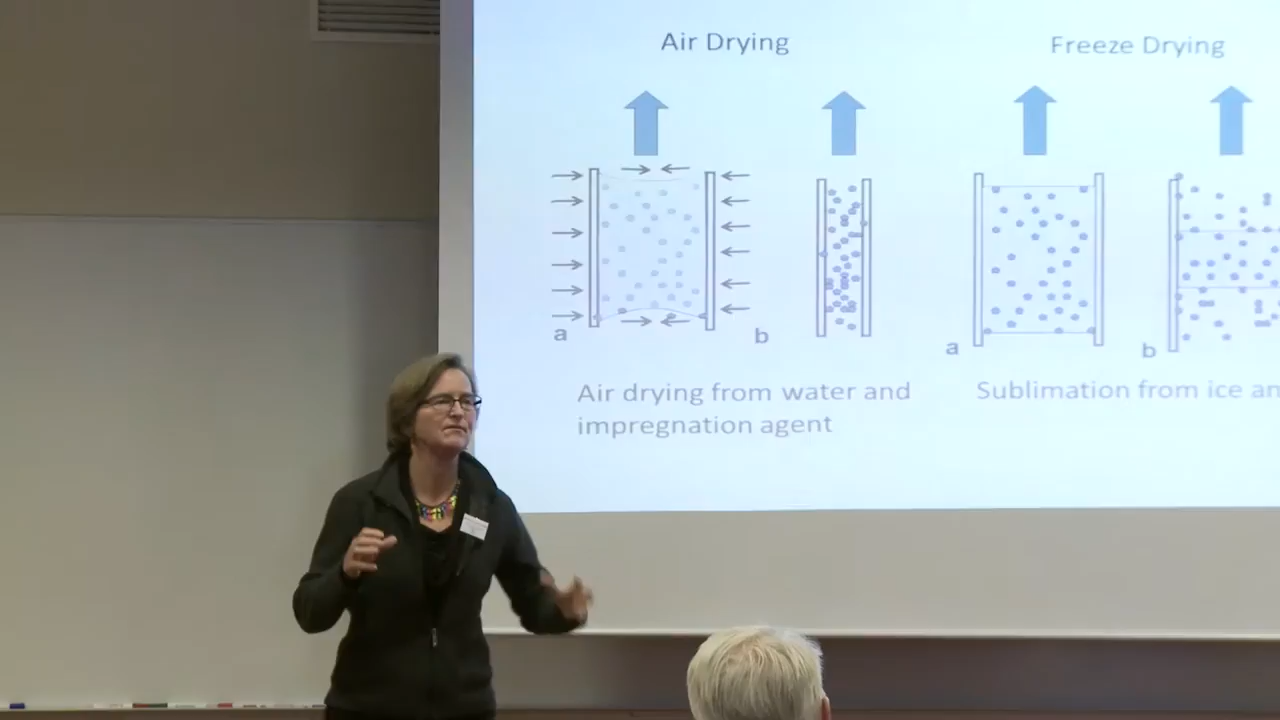 Air Drying
Freeze Drying
a
b
a
b
Air drying from water and
impregnation agent
Sublimation from ice